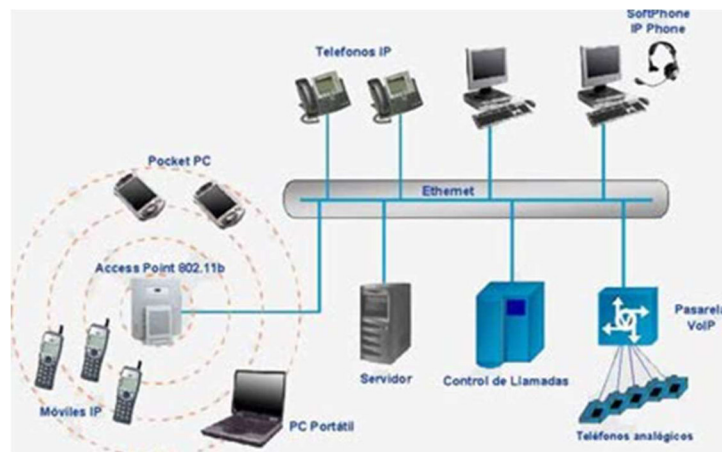 SoftPhone
IP Phone
Telefonos IP
Pocket PC
Ethernet
Access Point 802.11b
Pasarela
VoIP
Servidor
Control de Llamadas
Móviles IP
PC Portátil
Teléfonos analógicos